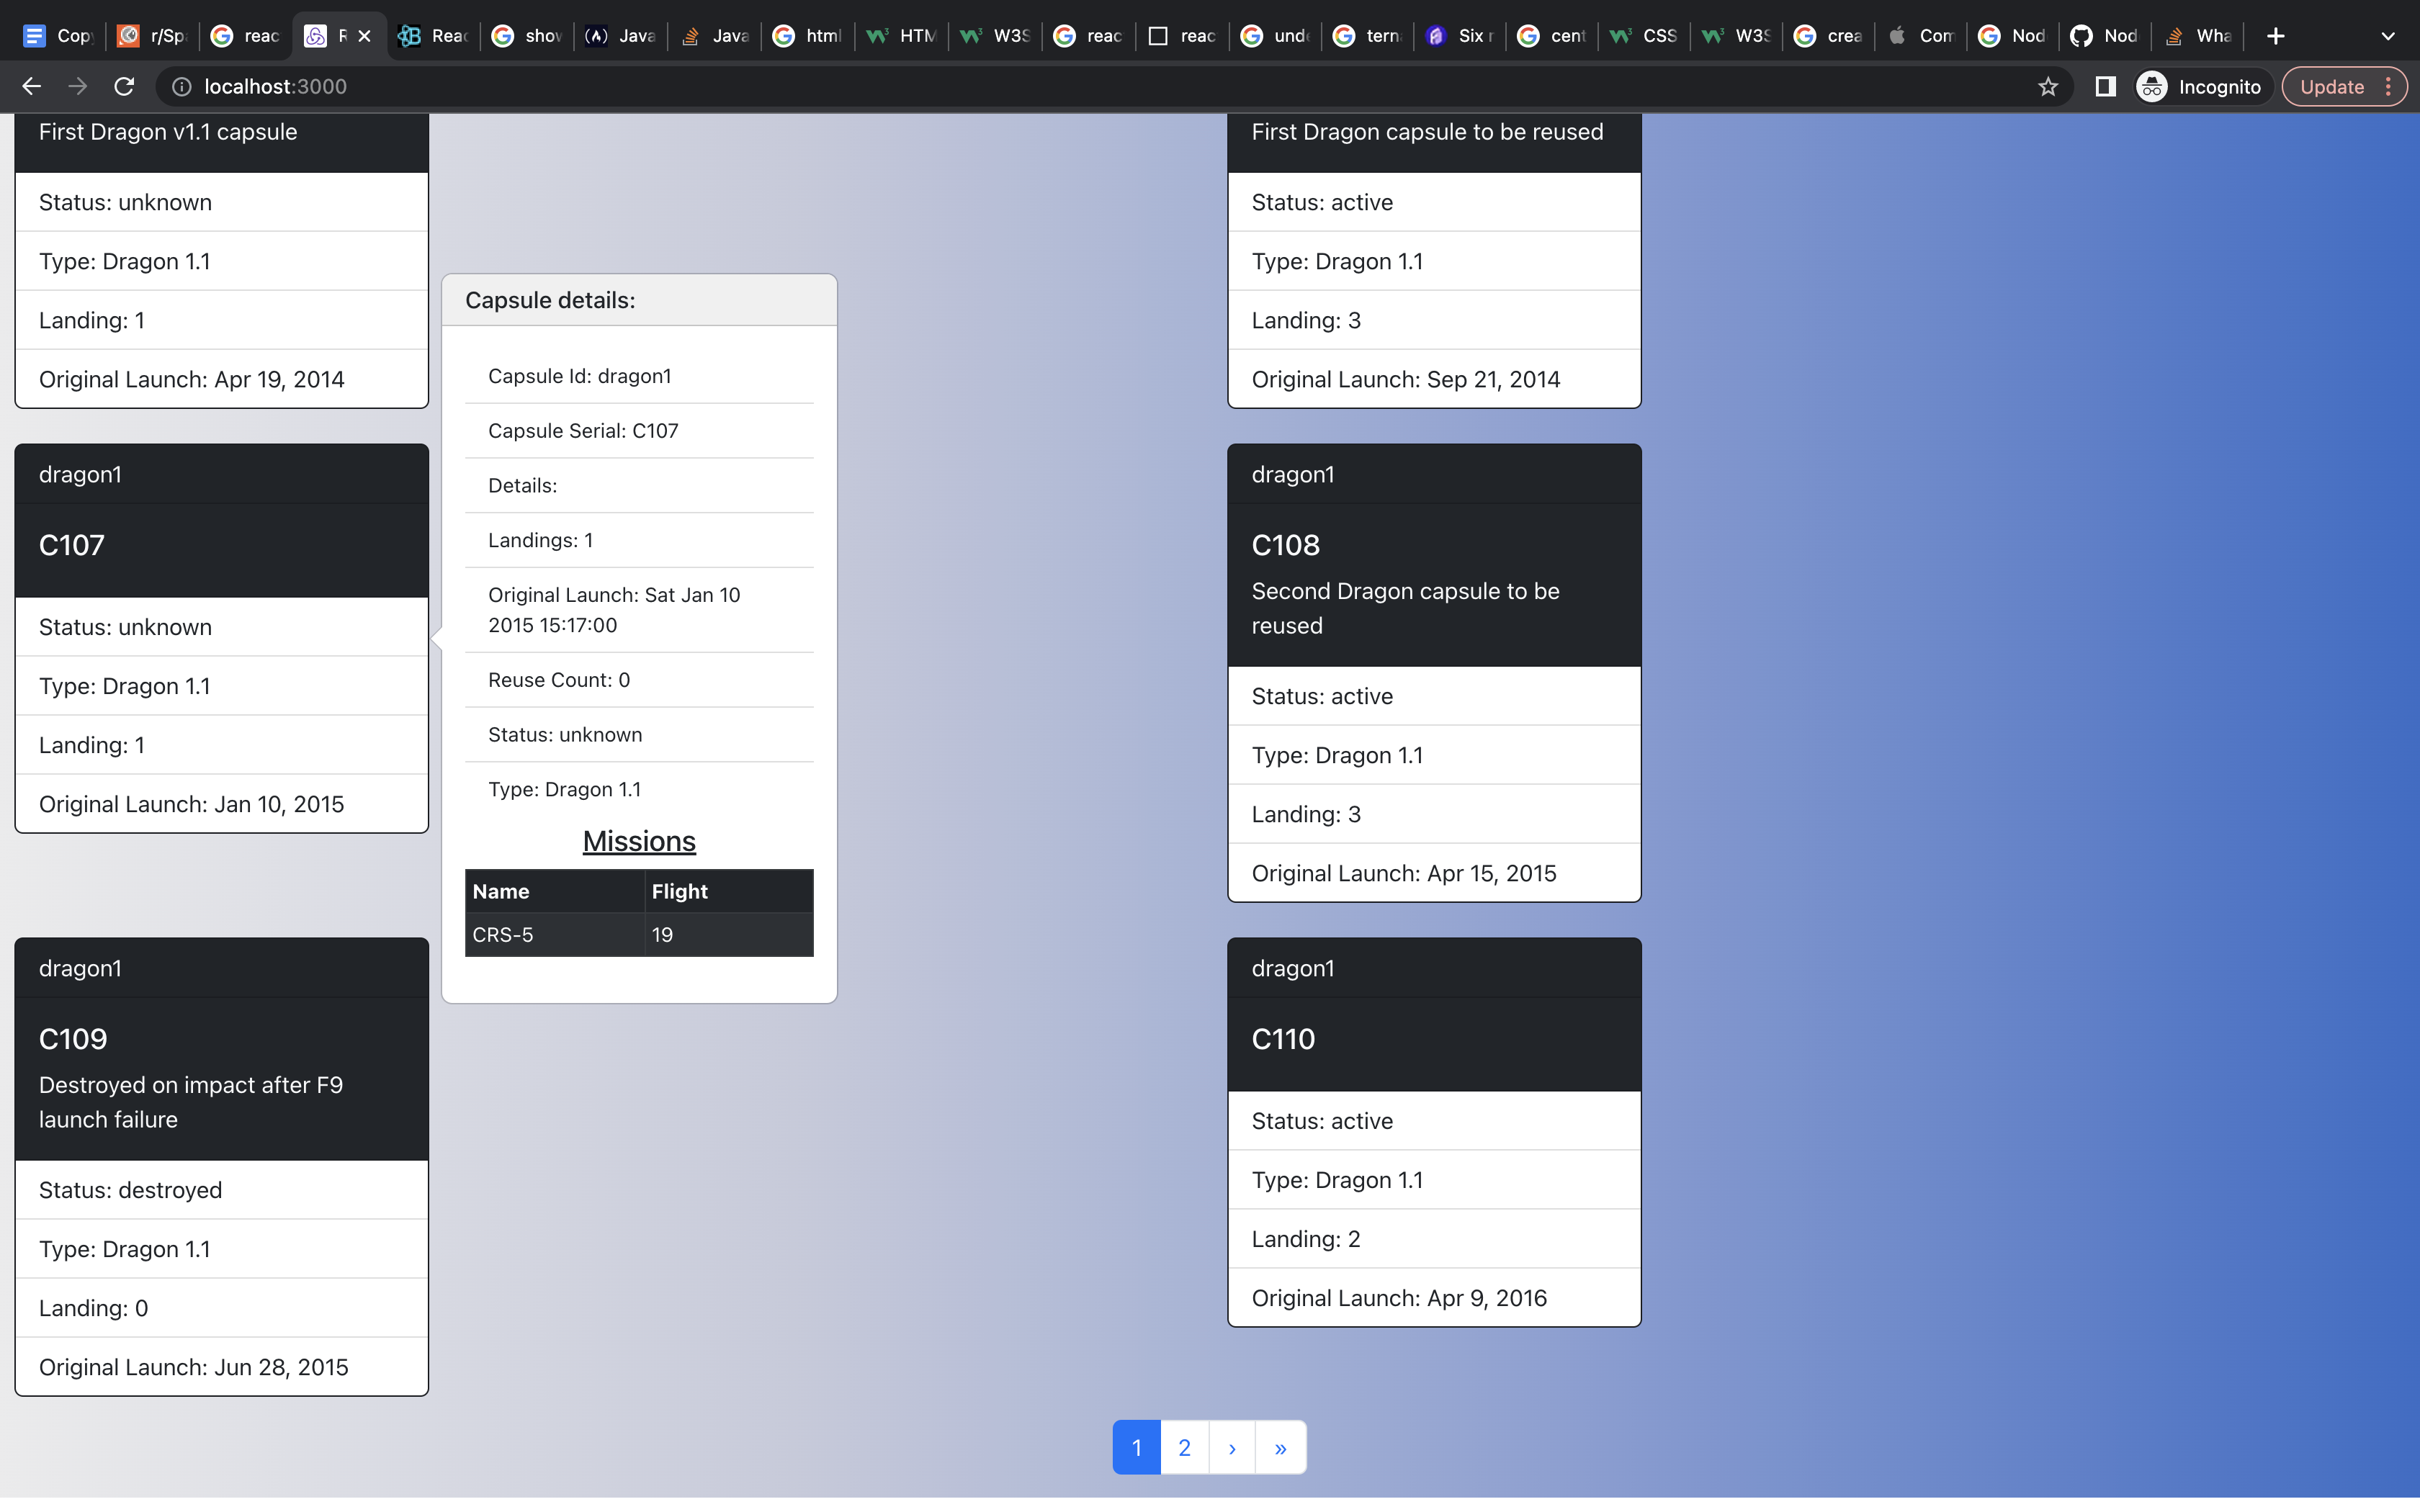 Copy
r/Spa
reac
R
Reac
show
Java
Java
html
HTM
W3S
reac
reac
unde
tern
Six r
cent
CSS
W3S
crea
Com
Nod
Nod
Wha
localhost:3000
Incognito
Update
First Dragon v1.1 capsule
Status: unknown
Type: Dragon 1.1
Landing: 1
Original Launch: Apr 19, 2014
First Dragon capsule to be reused
Status: active
Type: Dragon 1.1
Landing: 3
Original Launch: Sep 21, 2014
dragon1
C107
Status: unknown
Type: Dragon 1.1
Landing: 1
Original Launch: Jan 10, 2015
Capsule details:
Capsule Id: dragon1
Capsule Serial: C107
Details:
Landings: 1
Original Launch: Sat Jan 10
2015 15:17:00
Reuse Count: 0
Status: unknown
Type: Dragon 1.1
Missions
Name Flight
CRS-5 19
dragon1
C108
Second Dragon capsule to be
reused
Status: active
Type: Dragon 1.1
Landing: 3
Original Launch: Apr 15, 2015
dragon1
C109
Destroyed on impact after F9
launch failure
Status: destroyed
Type: Dragon 1.1
Landing: 0
Original Launch: Jun 28, 2015
dragon1
C110
Status: active
Type: Dragon 1.1
Landing: 2
Original Launch: Apr 9, 2016
1 2 › »